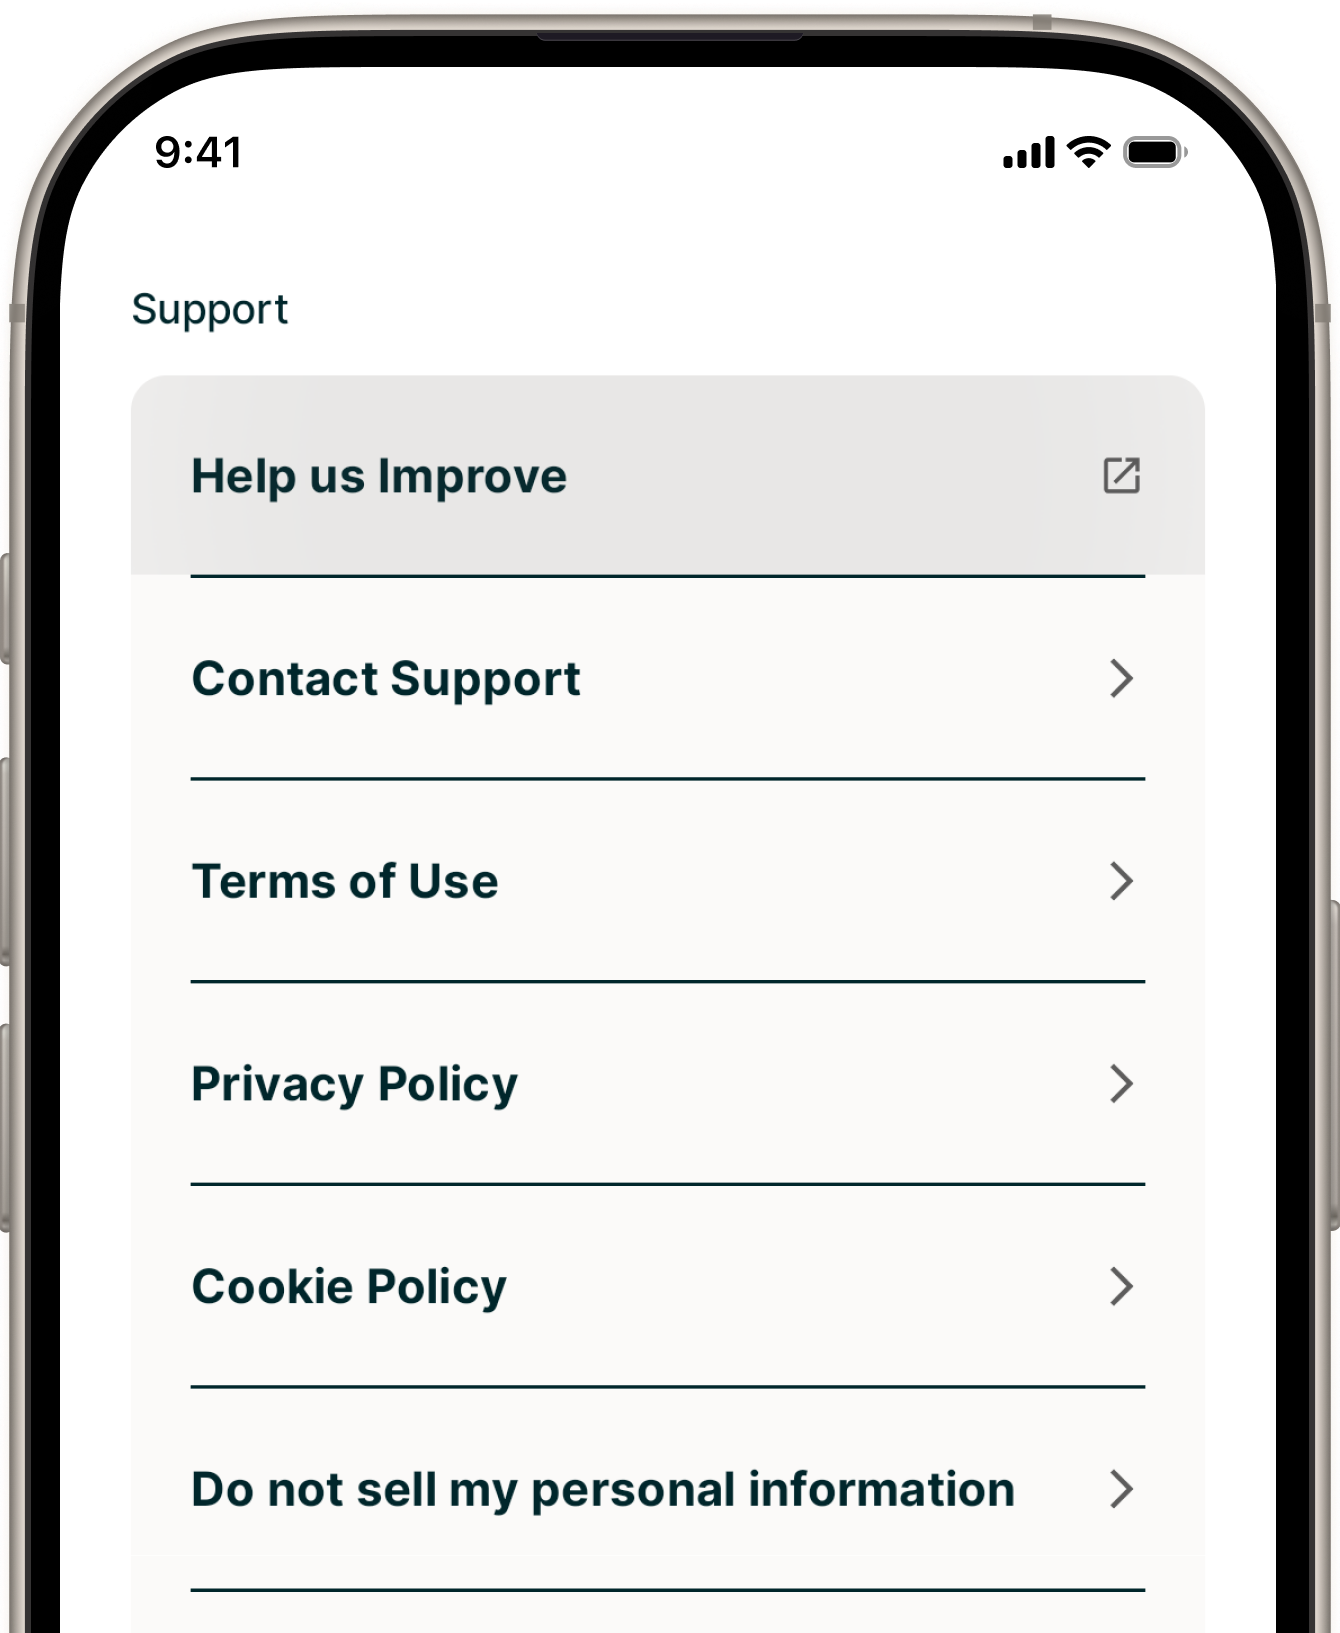 9:41
Support
Help us Improve
Contact Support
Terms of Use
Privacy Policy
Cookie Policy
Do not sell my personal information